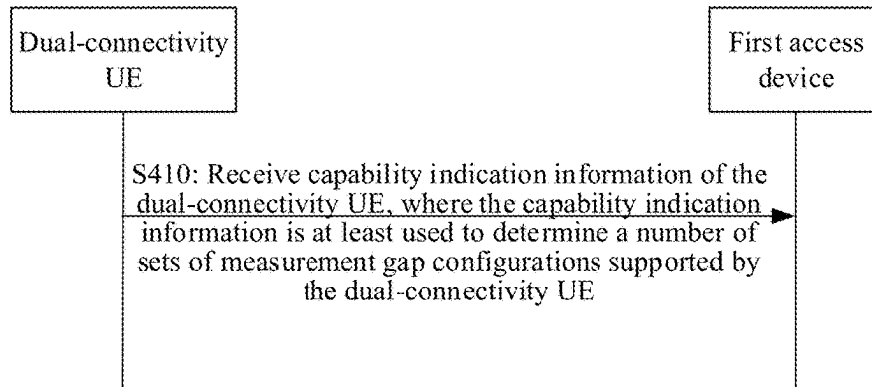 Dual-connectivity
UE
First access
device
S410: Receive capability indication information of the
dual-connectivity UE, where the capability indication
information is at least used to determine a number of
sets of measurement gap configurations supported by
the dual-connectivity UE